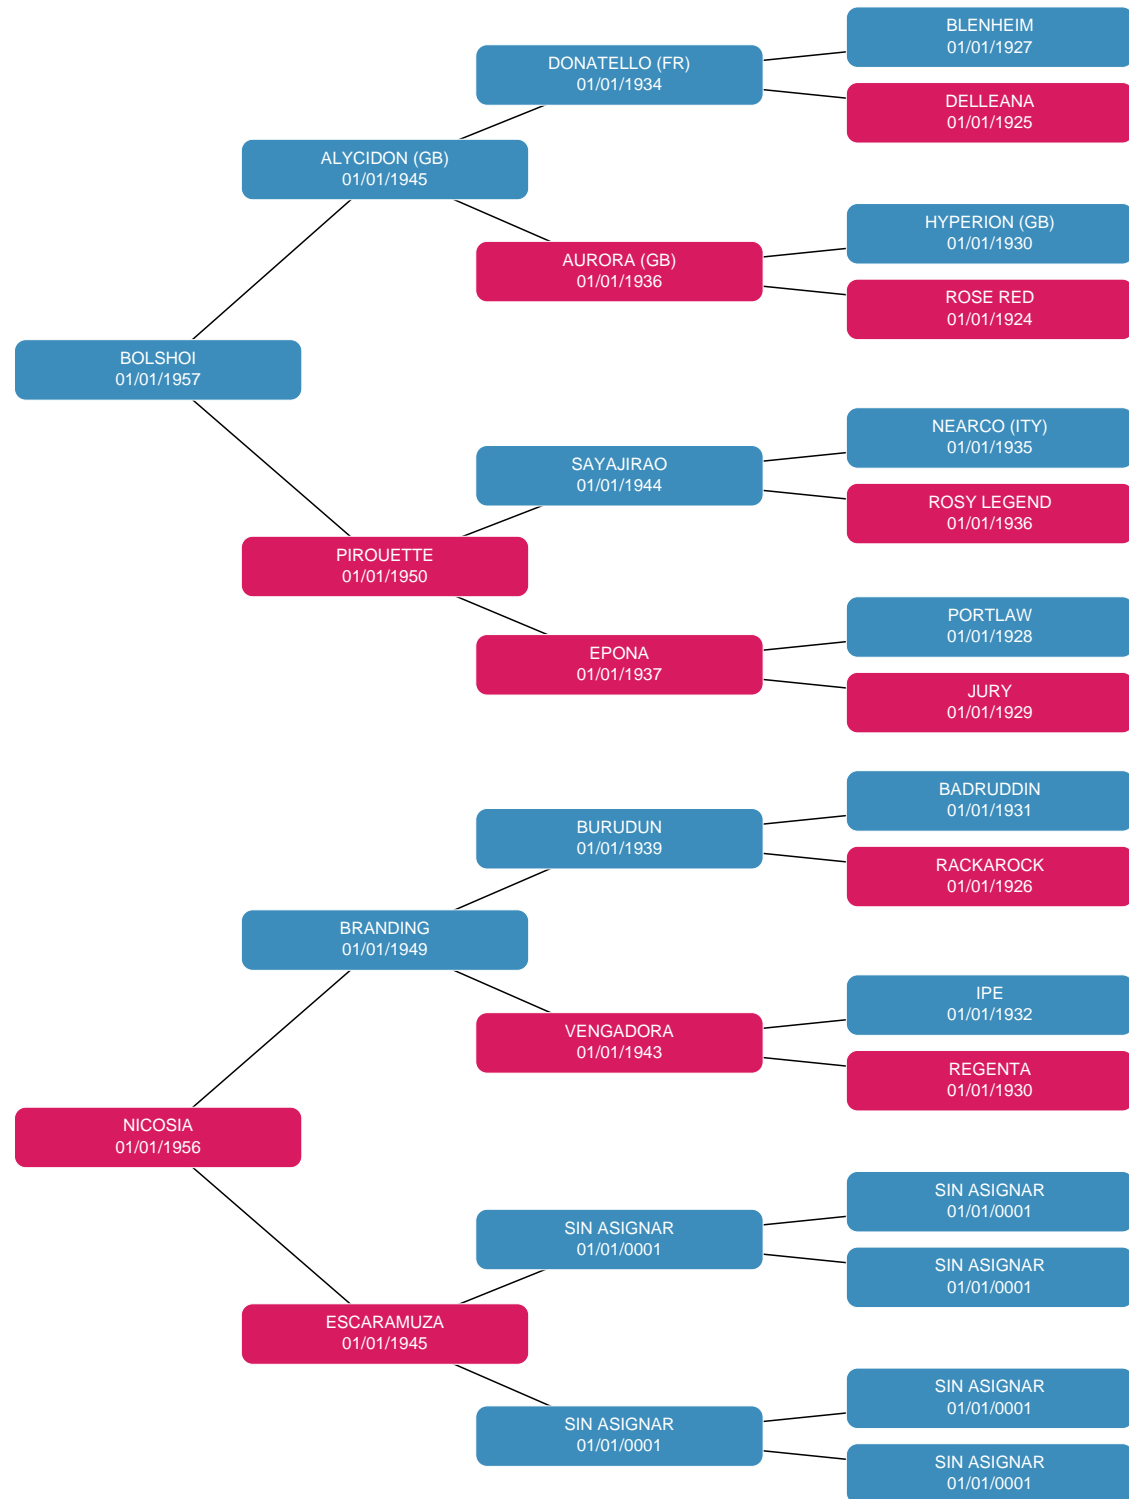 BLENHEIM
01/01/1927
DONATELLO (FR)
01/01/1934
DELLEANA
01/01/1925
ALYCIDON (GB)
01/01/1945
HYPERION (GB)
01/01/1930
AURORA (GB)
01/01/1936
ROSE RED
01/01/1924
BOLSHOI
01/01/1957
NEARCO (ITY)
01/01/1935
SAYAJIRAO
01/01/1944
ROSY LEGEND
01/01/1936
PIROUETTE
01/01/1950
PORTLAW
01/01/1928
EPONA
01/01/1937
JURY
01/01/1929
BADRUDDIN
01/01/1931
BURUDUN
01/01/1939
RACKAROCK
01/01/1926
BRANDING
01/01/1949
IPE
01/01/1932
VENGADORA
01/01/1943
REGENTA
01/01/1930
NICOSIA
01/01/1956
SIN ASIGNAR
01/01/0001
SIN ASIGNAR
01/01/0001
SIN ASIGNAR
01/01/0001
ESCARAMUZA
01/01/1945
SIN ASIGNAR
01/01/0001
SIN ASIGNAR
01/01/0001
SIN ASIGNAR
01/01/0001